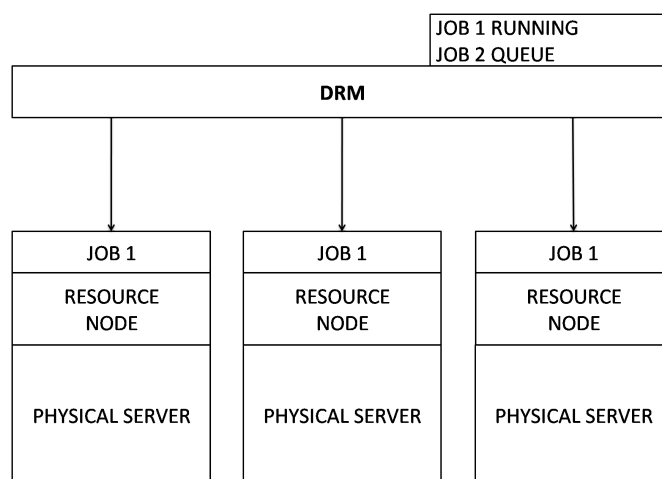 JOB 1 RUNNING
JOB 2 QUEUE
DRM
JOB 1
RESOURCE
NODE
PHYSICAL SERVER
JOB 1
RESOURCE
NODE
PHYSICAL SERVER
JOB 1
RESOURCE
NODE
PHYSICAL SERVER